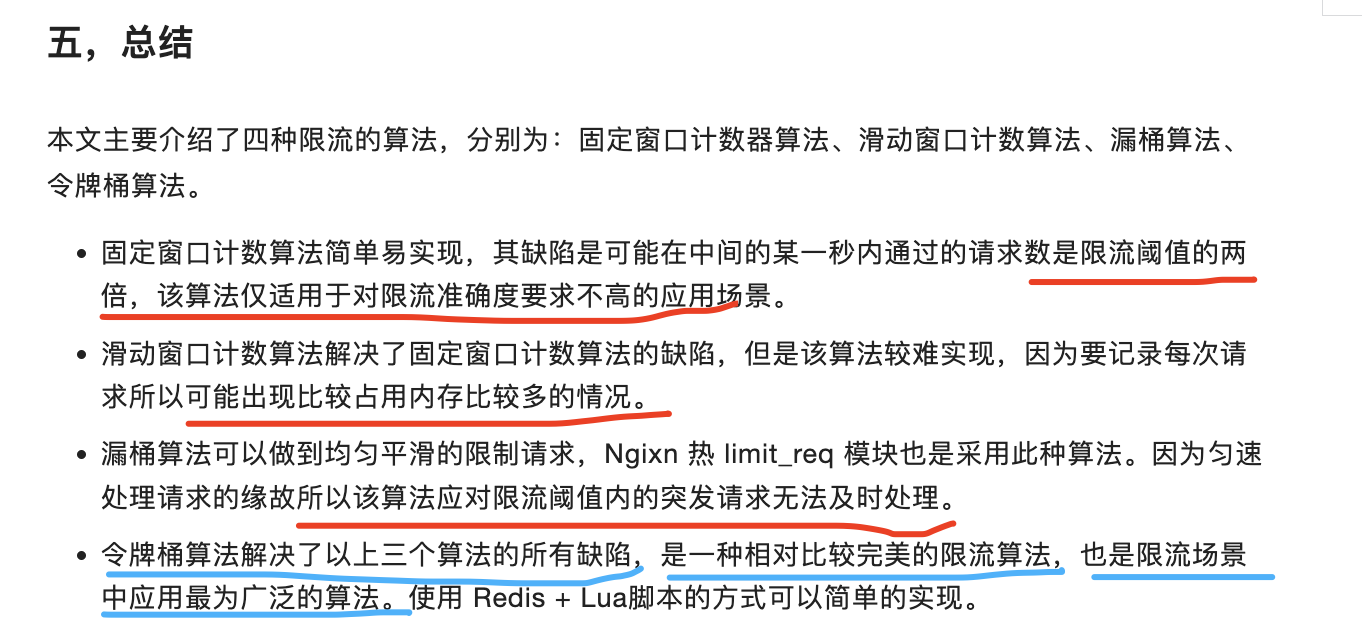 五，总结
本文主要介绍了四种限流的算法，分别为：固定窗口计数器算法、滑动窗口计数算法、漏桶算法、
令牌桶算法。
• 固定窗口计数算法简单易实现，其缺陷是可能在中间的某一秒内通过的请求数是限流阈值的两
倍，该算法仅适用于对限流准确度要求不高的应用场景。
• 滑动窗口计数算法解决了固定窗口计数算法的缺陷，但是该算法较难实现，因为要记录每次请
求所以可能出现比较占用内存比较多的情况。
• 漏桶算法可以做到均匀平滑的限制请求，Ngixn 热 limit_req 模块也是采用此种算法。因为匀速
处理请求的缘故所以该算法应对限流阈值内的突发请求无法及时处理。
• 令牌桶算法解决了以上三个算法的所有缺陷，是一种相对比较完美的限流算法，也是限流场景
中应用最为广泛的算法。使用 Redis + Lua脚本的方式可以简单的实现。